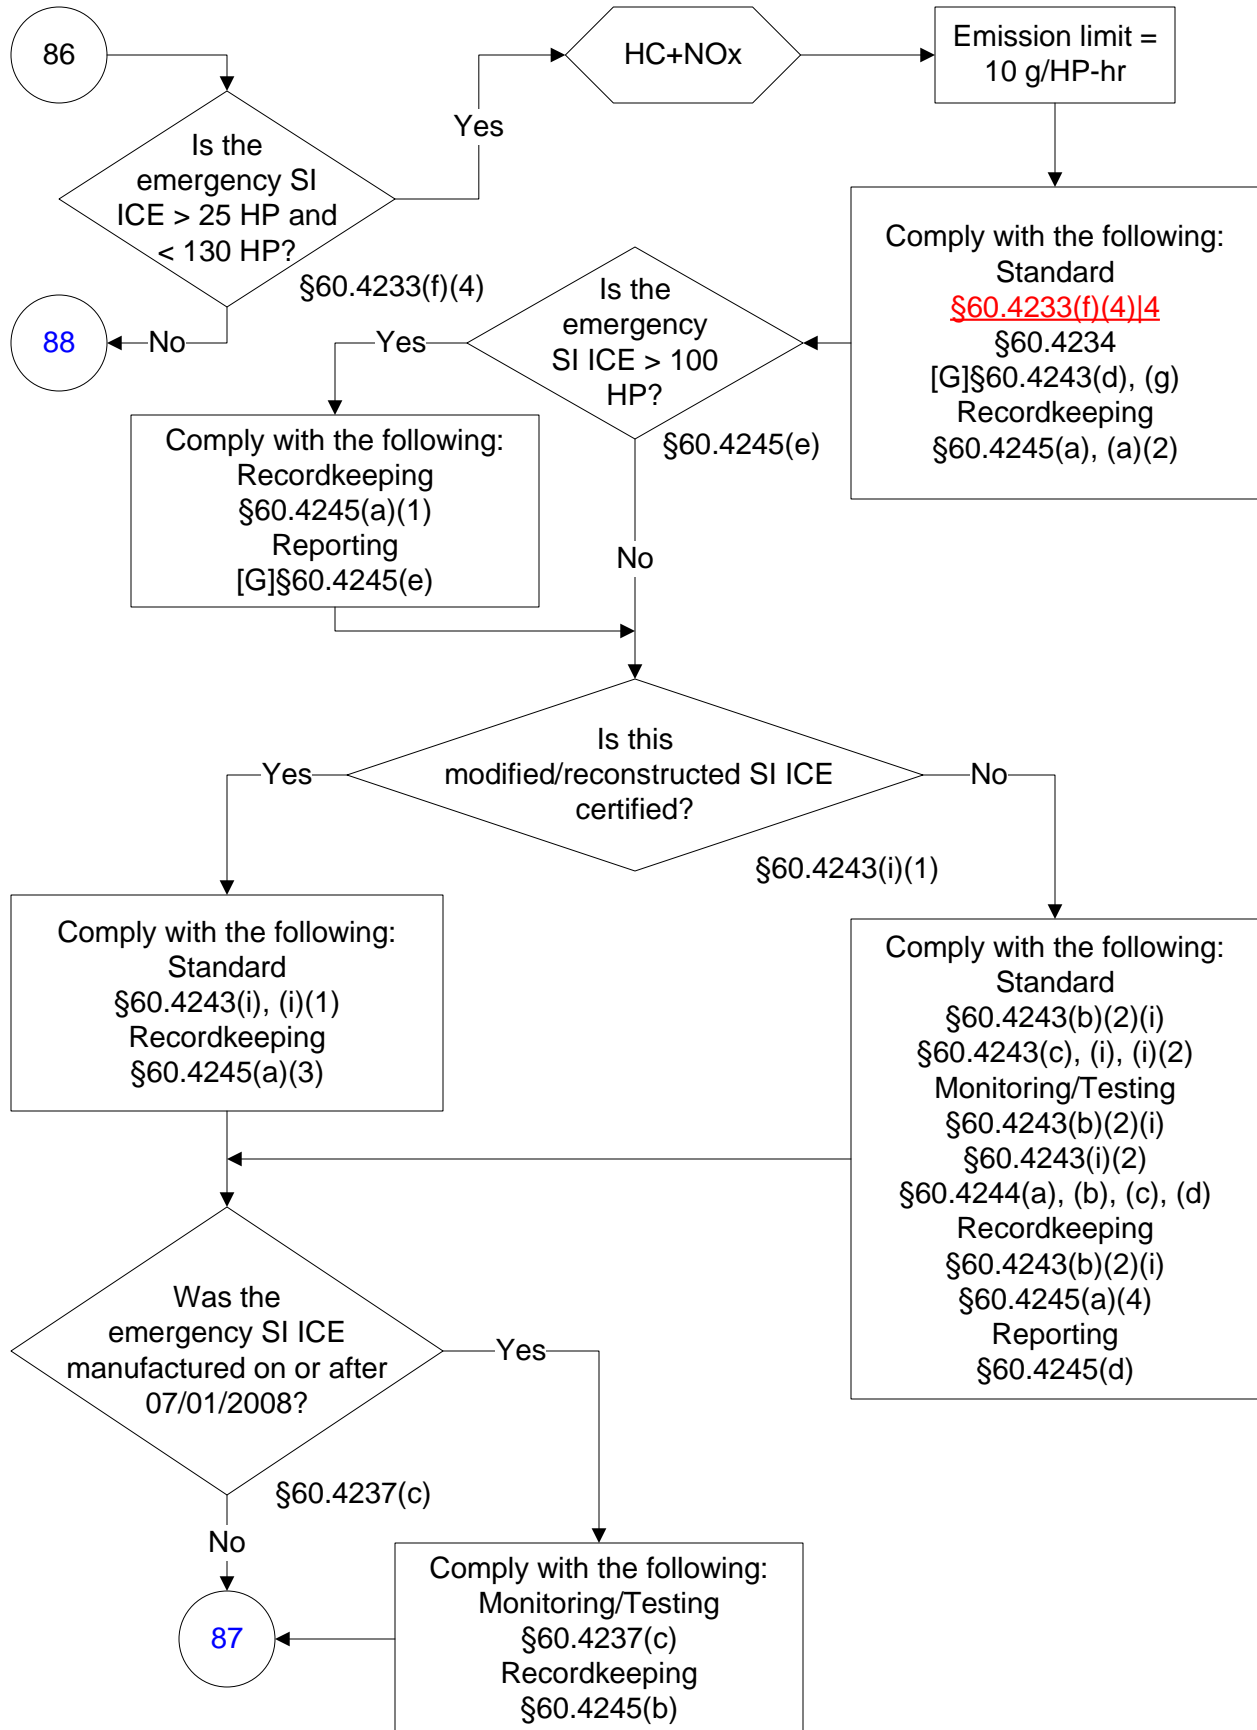 86
Is the
emergency SI
ICE > 25 HP and
< 130 HP?
Yes
HC+NOx
Emission limit =
10 g/HP-hr
§60.4233(f)(4)
No
88
Comply with the following:
Standard
§60.4233(f)(4)|4
§60.4234
[G]§60.4243(d), (g)
Recordkeeping
§60.4245(a), (a)(2)
Is the
emergency
SI ICE > 100
HP?
Yes
§60.4245(e)
No
Comply with the following:
Recordkeeping
§60.4245(a)(1)
Reporting
[G]§60.4245(e)
Is this
modified/reconstructed SI ICE
certified?
Yes
No
§60.4243(i)(1)
Comply with the following:
Standard
§60.4243(i), (i)(1)
Recordkeeping
§60.4245(a)(3)
Comply with the following:
Standard
§60.4243(b)(2)(i)
§60.4243(c), (i), (i)(2)
Monitoring/Testing
§60.4243(b)(2)(i)
§60.4243(i)(2)
§60.4244(a), (b), (c), (d)
Recordkeeping
§60.4243(b)(2)(i)
§60.4245(a)(4)
Reporting
§60.4245(d)
Was the
emergency SI ICE
manufactured on or after
07/01/2008?
Yes
§60.4237(c)
No
87
Comply with the following:
Monitoring/Testing
§60.4237(c)
Recordkeeping
§60.4245(b)